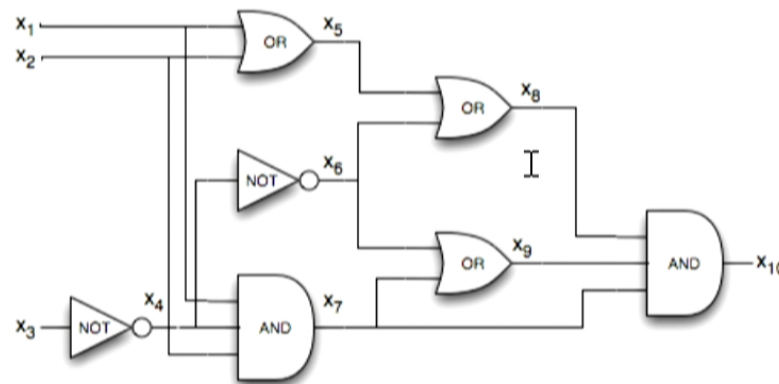 x₁
x₂
OR
x₅
OR
x₈
NOT
x₆
OR
x₉
AND
x₁₀
x₃
NOT
x₄
AND
x₇